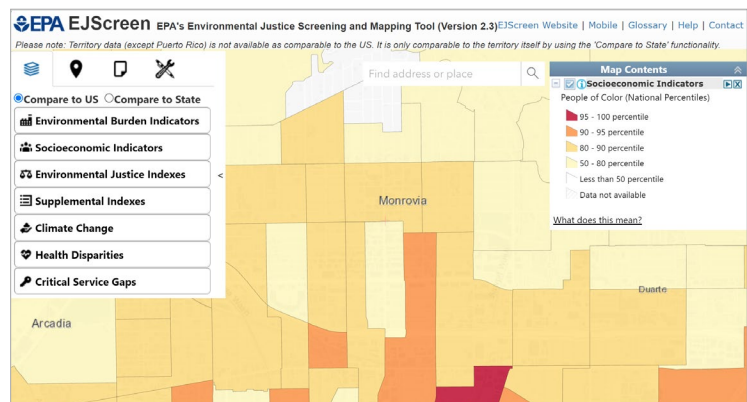 EPA EJScreen EPA's Environmental Justice Screening and Mapping Tool (Version 2.3) EJScreen Website | Mobile | Glossary | Help | Contact
Please note: Territory data (except Puerto Rico) is not available as comparable to the US. It is only comparable to the territory itself by using the 'Compare to State' functionality.
Find address or place
Compare to US Compare to State
Environmental Burden Indicators
Socioeconomic Indicators
Environmental Justice Indexes
<
Supplemental Indexes
Climate Change
Health Disparities
Critical Service Gaps
Map Contents
Socioeconomic Indicators
People of Color (National Percentiles)
95 - 100 percentile
90 - 95 percentile
80 - 90 percentile
50 - 80 percentile
Less than 50 percentile
Data not available
What does this mean?
Monrovia
Duarte
Arcadia